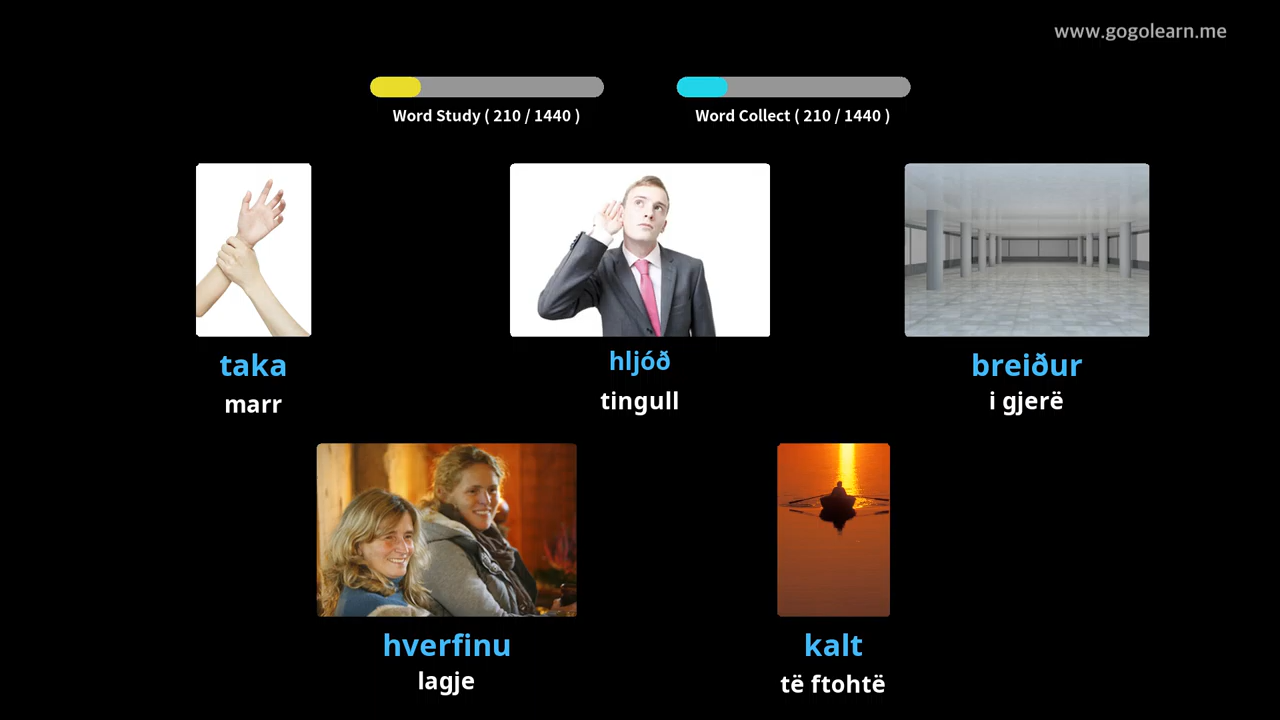 www.gogolearn.me
Word Study ( 210 / 1440 )
Word Collect ( 210 / 1440 )
taka
marr
hljóð
tingull
breiður
i gjerë
hverfinu
lagje
kalt
të ftohtë